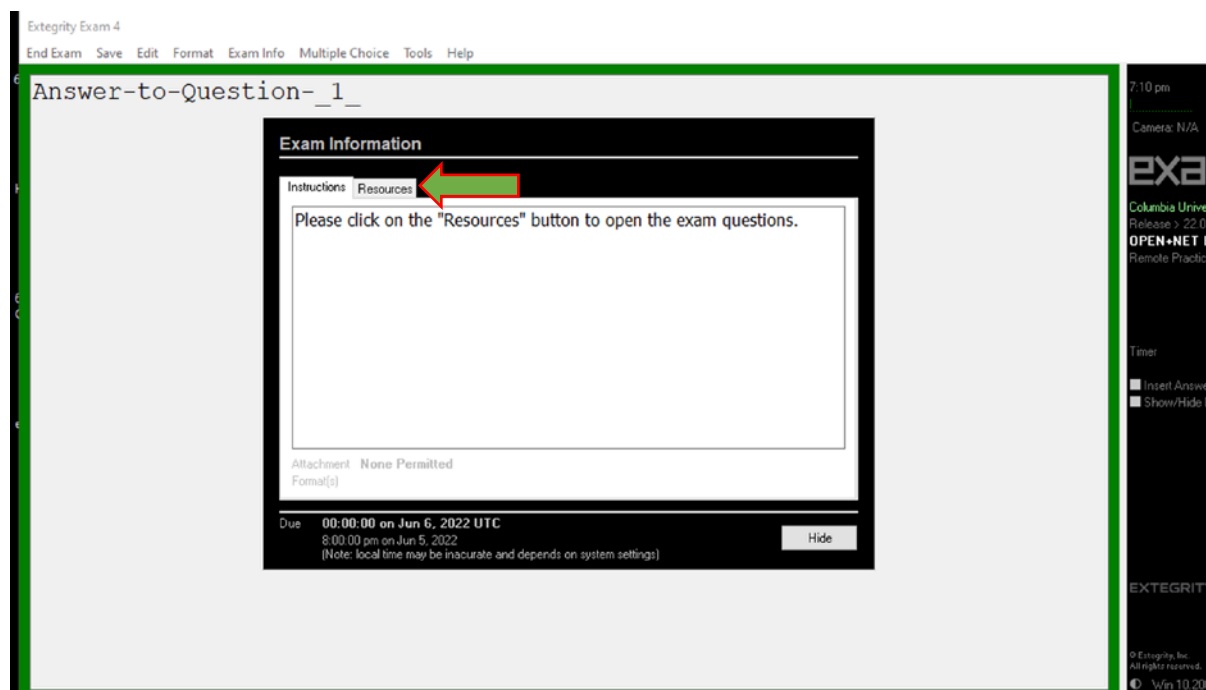 Extegrity Exam 4
End Exam Save Edit Format Exam Info Multiple Choice Tools Help
Answer-to-Question-_1_
Exam Information
Instructions Resources
Please click on the "Resources" button to open the exam questions.
Attachment None Permitted
Format(s)
Due 00:00:00 on Jun 6, 2022 UTC
8:00:00 pm on Jun 5, 2022
(Note: local time may be inacurate and depends on system settings)
Hide
7:10 pm
Camera: N/A
exa
Columbia Unive
Release > 22.0
OPEN+NET
Remote Practic
Timer
Insert Answe
Show/Hide
EXTEGRIT
© Extegrity, Inc.
All rights reserved.
Win 10.20